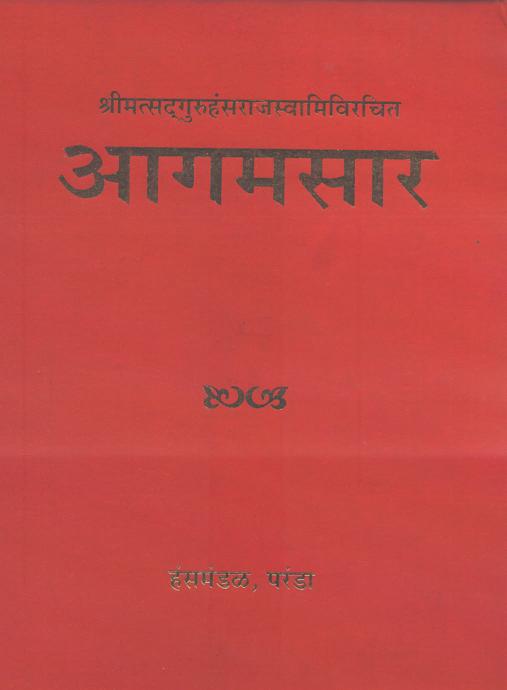 श्रीमत्सद्‌गुरुहंसराजस्वामिविरचित
आगमसार
हंसमंडळ, परंडा